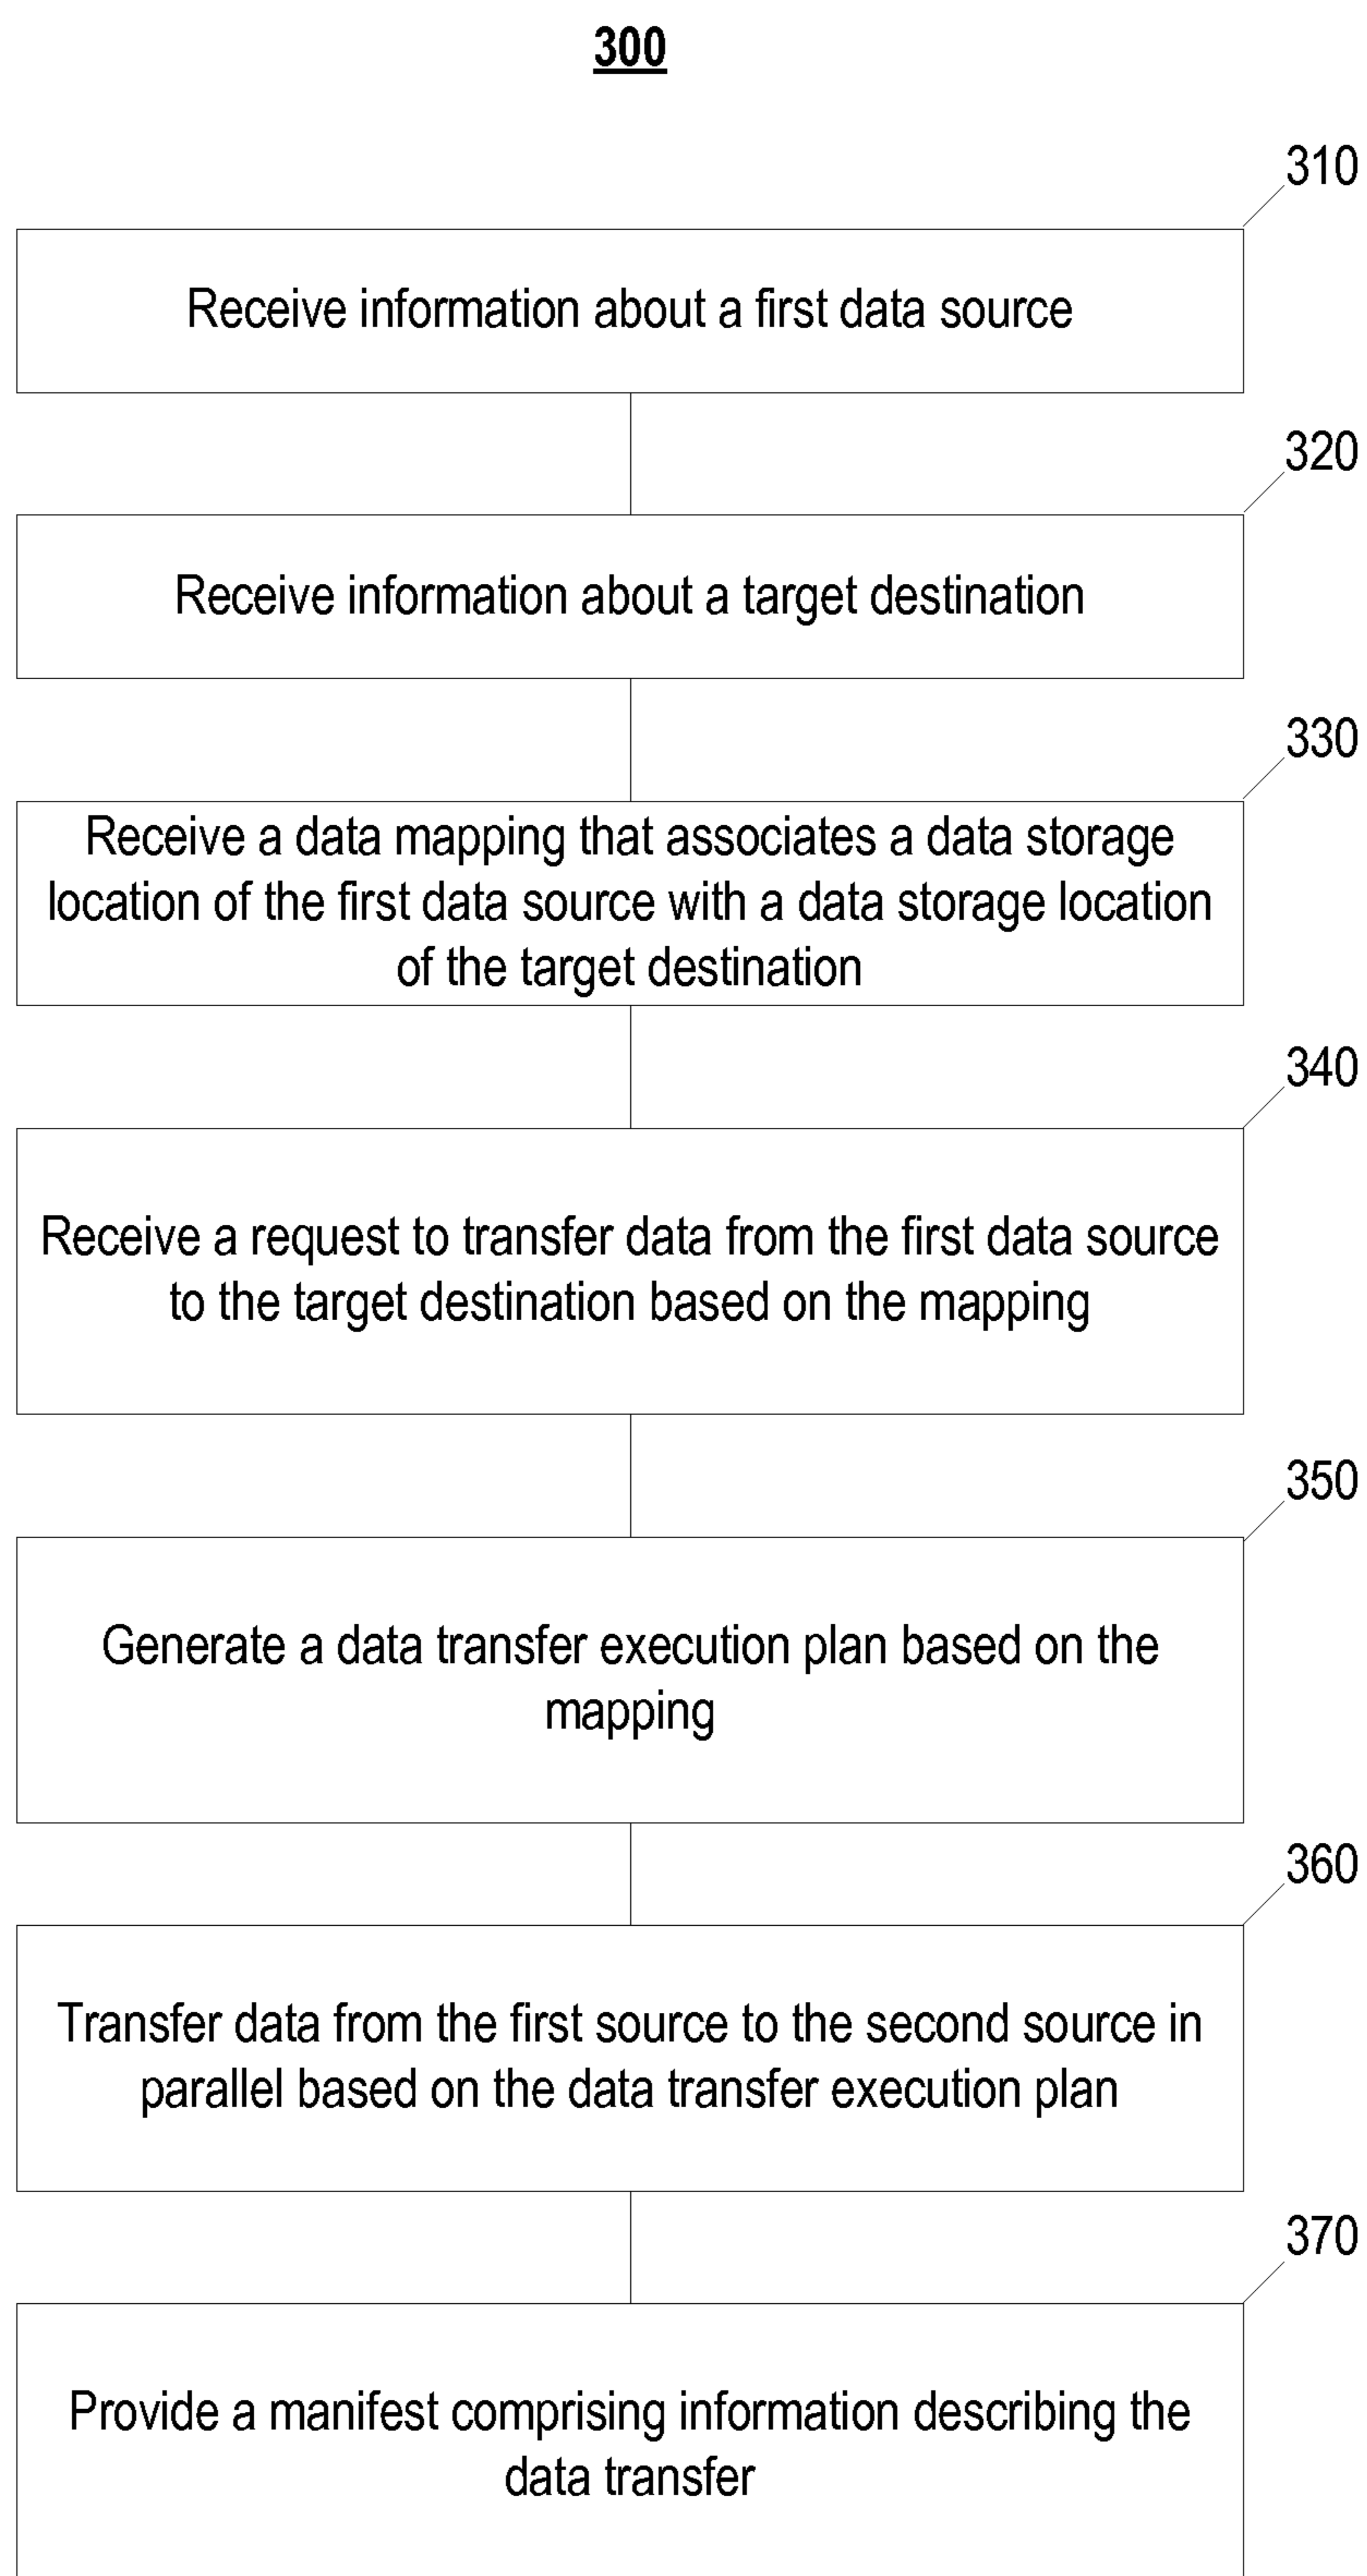 300
310
Receive information about a first data source
320
Receive information about a target destination
330
Receive a data mapping that associates a data storage
location of the first data source with a data storage location
of the target destination
340
Receive a request to transfer data from the first data source
to the target destination based on the mapping
350
Generate a data transfer execution plan based on the
mapping
360
Transfer data from the first source to the second source in
parallel based on the data transfer execution plan
370
Provide a manifest comprising information describing the
data transfer